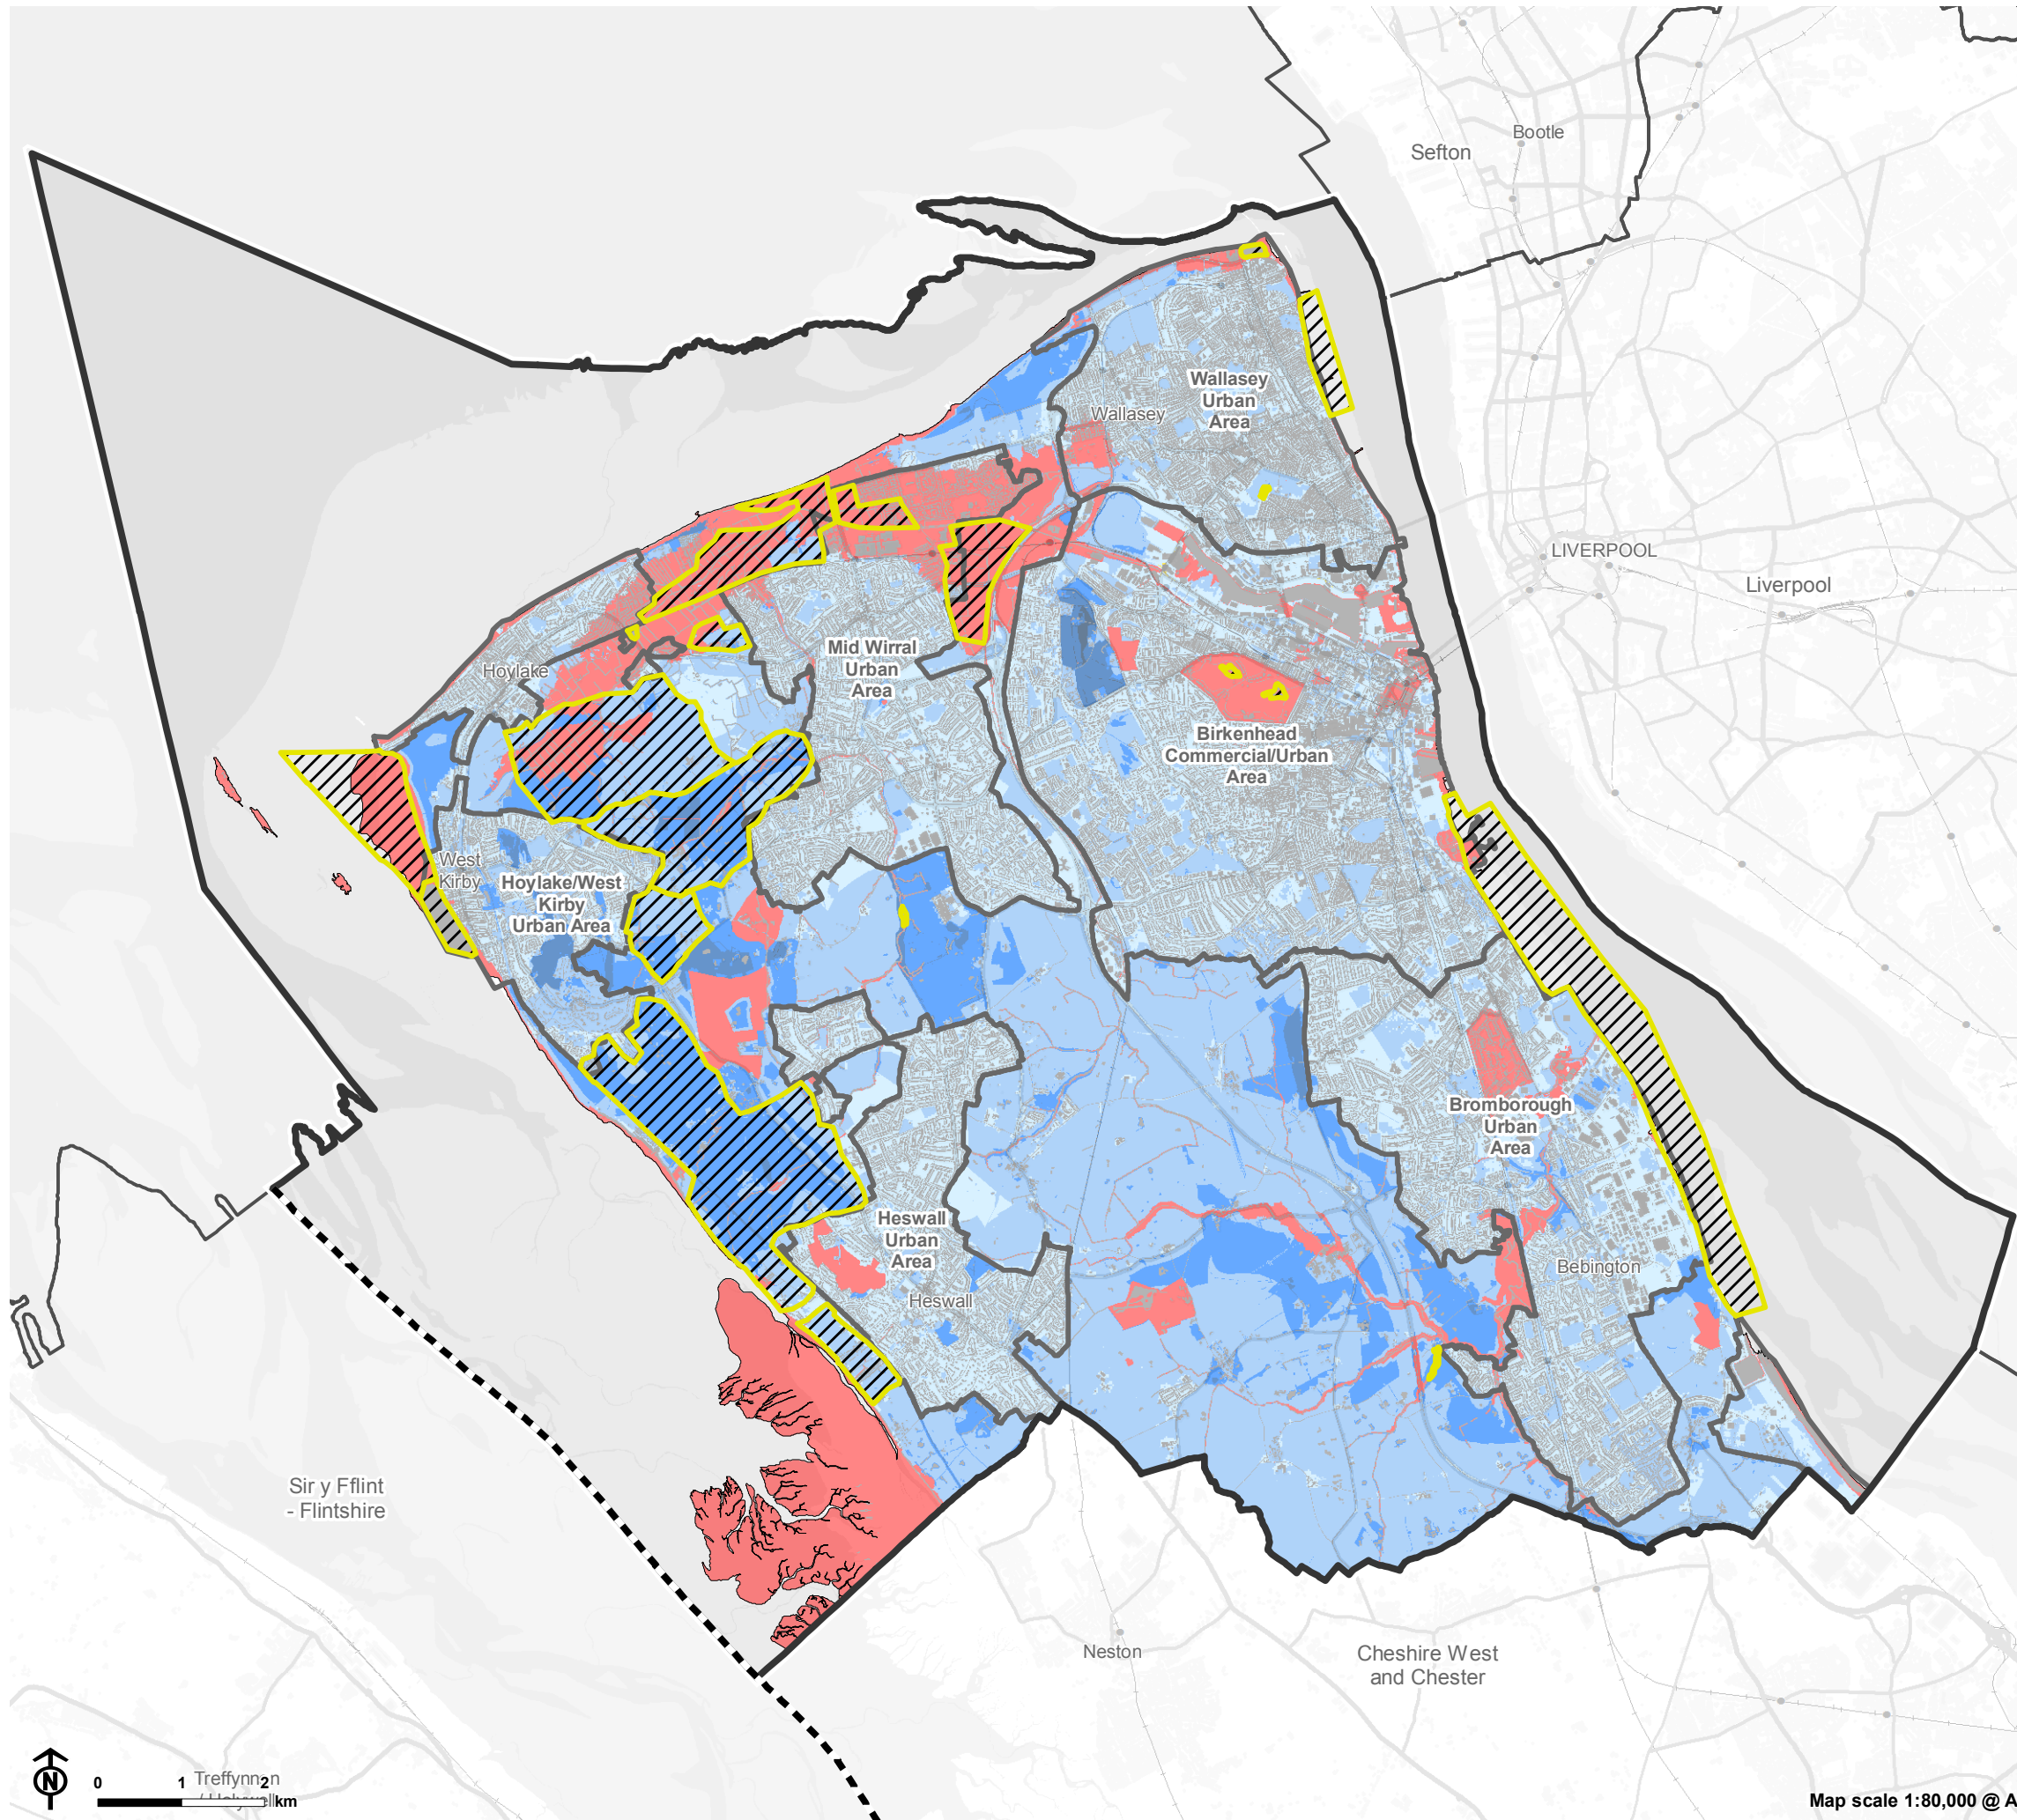 Bootle
Sefton
Wallasey
Urban
Area
Wallasey
LIVERPOOL
Liverpool
Mid Wirral
Urban
Area
Hoylake
Birkenhead
Commercial/Urban
Area
West
Kirby
Hoylake/West
Kirby
Urban Area
Bromborough
Urban
Area
Heswall
Urban
Area
Bebington
Heswall
Sir y Fflint
- Flintshire
Neston
Cheshire West
and Chester
N
0 1 2
km
Map scale 1:80,000 @ A